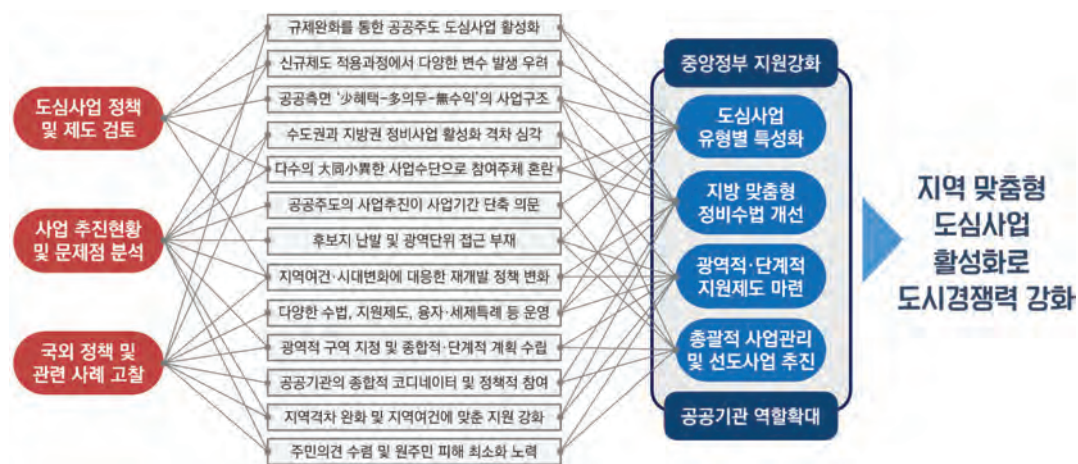 도심사업 정책
및 제도 검토
사업 추진현황
및 문제점 분석
국외 정책 및
관련 사례 고찰
규제완화를 통한 공공주도 도심사업 활성화
신규제도 적용과정에서 다양한 변수 발생 우려
공공측면 ‘少혜택-多의무-無수익’의 사업구조
수도권과 지방권 정비사업 활성화 격차 심각
다수의 大同小異한 사업수단으로 참여주체 혼란
공공주도의 사업추진이 사업기간 단축 의문
후보지 난발 및 광역단위 접근 부재
지역여건·시대변화에 대응한 재개발 정책 변화
다양한 수법, 지원제도, 융자·세제특례 등 운영
광역적 구역 지정 및 종합적·단계적 계획 수립
공공기관의 종합적 코디네이터 및 정책적 참여
지역격차 완화 및 지역여건에 맞춘 지원 강화
주민의견 수렴 및 원주민 피해 최소화 노력
중앙정부 지원강화
도심사업
유형별 특성화
지방 맞춤형
정비수법 개선
광역적·단계적
지원제도 마련
총괄적 사업관리
및 선도사업 추진
공공기관 역할확대
지역 맞춤형
도심사업
활성화로
도시경쟁력 강화